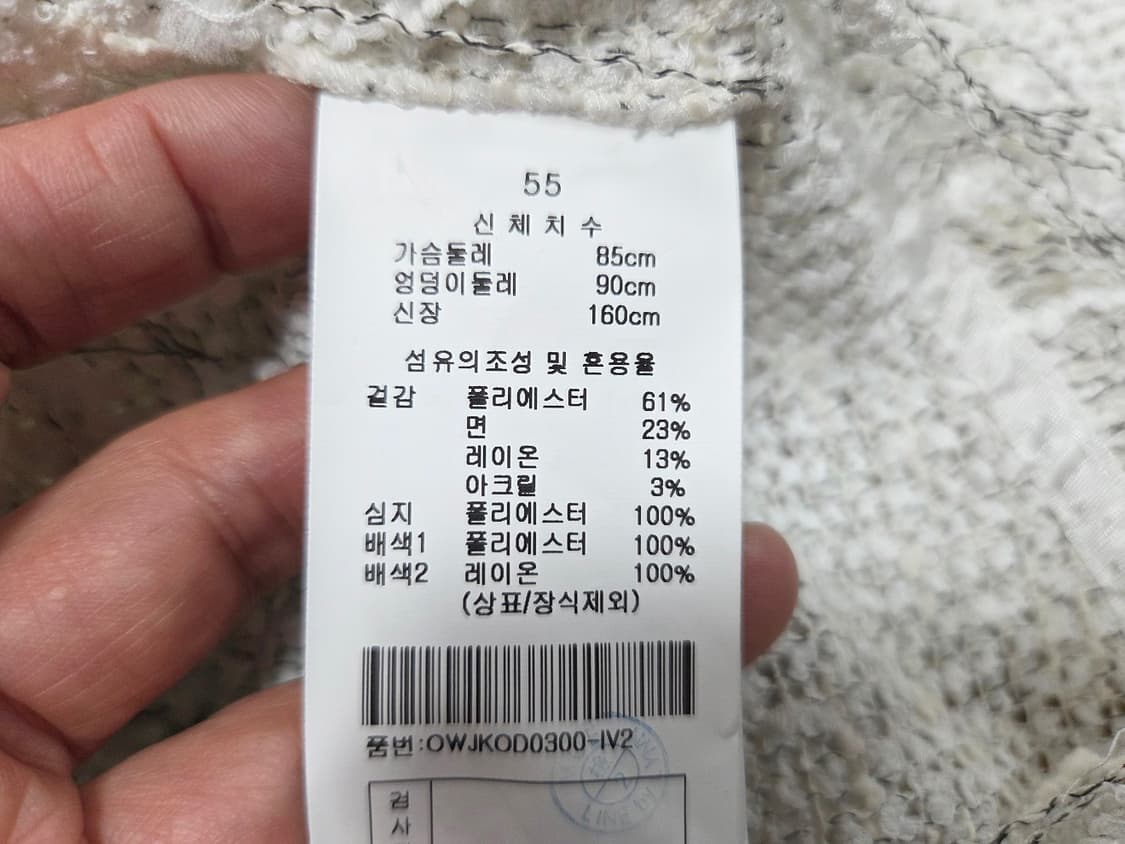 55
신체치수
가슴둘레 85cm
엉덩이둘레 90cm
신장 160cm
섬유의조성 및 혼용율
겉감 폴리에스터 61%
면 23%
레이온 13%
아크릴 3%
심지 폴리에스터 100%
배색1 폴리에스터 100%
배색2 레이온 100%
(상표/장식제외)
품번:OWJKOD0300-IV2
검
사
LINE by